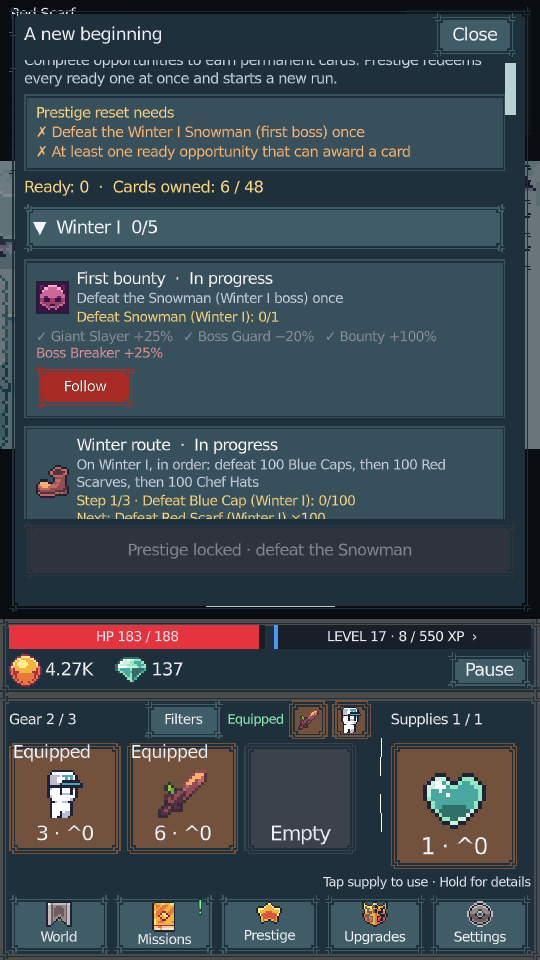 Red Scarf
A new beginning
Close
Complete opportunities to earn permanent cards. Prestige redeems
every ready one at once and starts a new run.
Prestige reset needs
✗ Defeat the Winter I Snowman (first boss) once
✗ At least one ready opportunity that can award a card
Ready: 0 · Cards owned: 6 / 48
▼ Winter I 0/5
First bounty · In progress
Defeat the Snowman (Winter I boss) once
Defeat Snowman (Winter I): 0/1
✓ Giant Slayer +25% ✓ Boss Guard −20% ✓ Bounty +100%
Boss Breaker +25%
Follow
Winter route · In progress
On Winter I, in order: defeat 100 Blue Caps, then 100 Red
Scarves, then 100 Chef Hats
Step 1/3 · Defeat Blue Cap (Winter I): 0/100
Next: Defeat Red Scarf (Winter I) ×100
Prestige locked · defeat the Snowman
HP 183 / 188
LEVEL 17 · 8 / 550 XP ›
4.27K
137
Pause
Gear 2 / 3
Filters
Equipped
Supplies 1 / 1
Equipped
3 · ^0
Equipped
6 · ^0
Empty
1 · ^0
Tap supply to use · Hold for details
World
Missions
!
Prestige
Upgrades
Settings